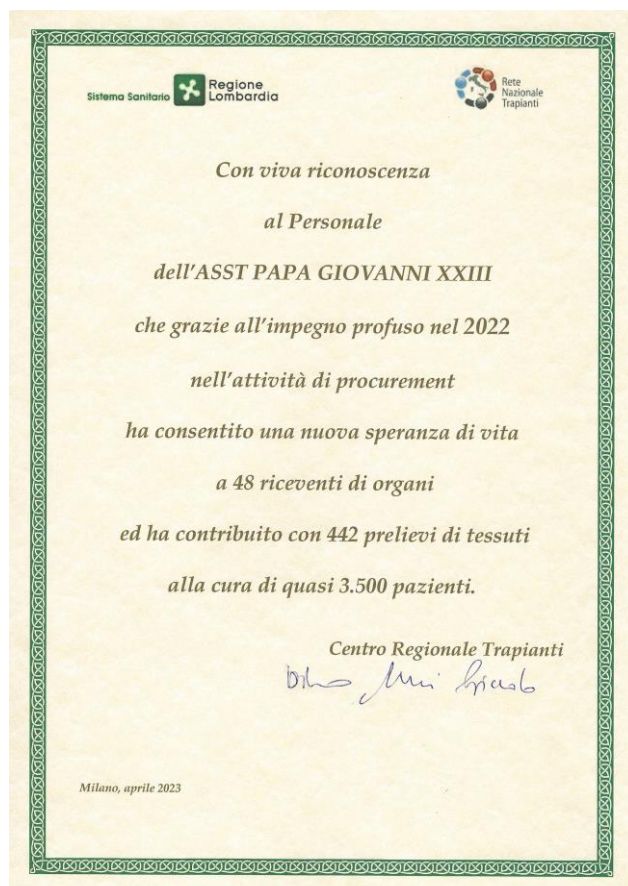 Sistema Sanitario
Regione
Lombardia
Rete
Nazionale
Trapianti
Con viva riconoscenza
al Personale
dell'ASST PAPA GIOVANNI XXIII
che grazie all'impegno profuso nel 2022
nell'attività di procurement
ha consentito una nuova speranza di vita
a 48 riceventi di organi
ed ha contribuito con 442 prelievi di tessuti
alla cura di quasi 3.500 pazienti.
Centro Regionale Trapianti
Milano, aprile 2023